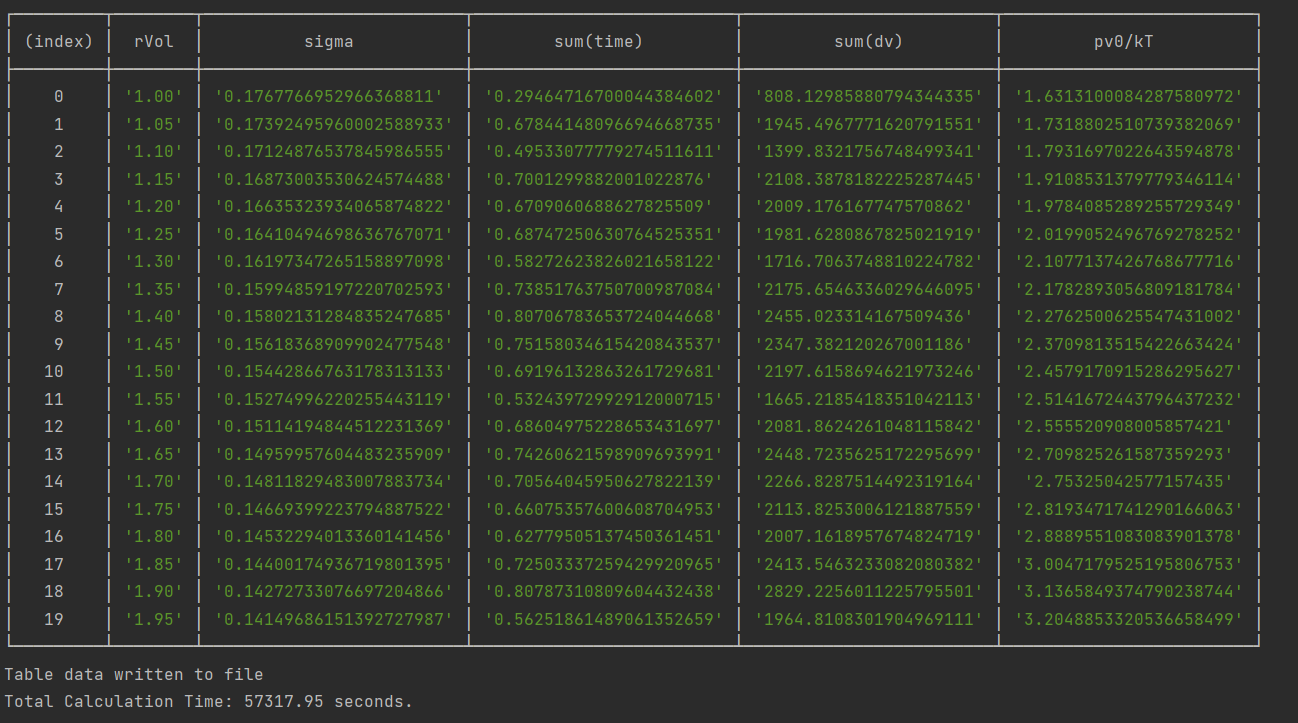 (index) rVol sigma sum(time) sum(dv) pv0/kT
0 '1.00' '0.1767766952966368811' '0.29464716700044384602' '808.12985880794344335' '1.6313100084287580972'
1 '1.05' '0.17392495960002588933' '0.67844148096694668735' '1945.4967771620791551' '1.7318802510739382069'
2 '1.10' '0.17124876537845986555' '0.49533077779274511611' '1399.8321756748499341' '1.7931697022643594878'
3 '1.15' '0.16873003530624574488' '0.7001299882001022876' '2108.3878182225287445' '1.9108531379779346114'
4 '1.20' '0.16635323934065874822' '0.6709060688627825509' '2009.176167747570862' '1.9784085289255729349'
5 '1.25' '0.16410494698636767071' '0.68747250630764525351' '1981.6280867825021919' '2.0199052496769278252'
6 '1.30' '0.16197347265158897098' '0.58272623826021658122' '1716.7063748810224782' '2.1077137426768677716'
7 '1.35' '0.15994859197220702593' '0.73851763750700987084' '2175.6546336029646095' '2.1782893056809181784'
8 '1.40' '0.15802131284835247685' '0.80706783653724044668' '2455.023314167509436' '2.2762500625547431002'
9 '1.45' '0.15618368909902477548' '0.75158034615420843537' '2347.382120267001186' '2.3709813515422663424'
10 '1.50' '0.15442866763178313133' '0.69196132863261729681' '2197.6158694621973246' '2.4579170915286295627'
11 '1.55' '0.15274996220255443119' '0.53243972992912000715' '1665.2185418351042113' '2.5141672443796437232'
12 '1.60' '0.15114194844512231369' '0.68604975228653431697' '2081.8624261048115842' '2.555520908005857421'
13 '1.65' '0.14959957604483235909' '0.74260621598909693991' '2448.7235625172295699' '2.709825261587359293'
14 '1.70' '0.14811829483007883734' '0.70564045950627822139' '2266.8287514492319164' '2.75325042577157435'
15 '1.75' '0.14669399223794887522' '0.66075357600608704953' '2113.8253006121887559' '2.8193471741290166063'
16 '1.80' '0.14532294013360141456' '0.62779505137450361451' '2007.1618957674824719' '2.8889551083083901378'
17 '1.85' '0.14400174936719801395' '0.72503337259429920965' '2413.5463233082080382' '3.0047179525195806753'
18 '1.90' '0.14272733076697204866' '0.80787310809604432438' '2829.2256011225795501' '3.1365849374790238744'
19 '1.95' '0.14149686151392727987' '0.56251861489061352659' '1964.8108301904969111' '3.2048853320536658499'
Table data written to file
Total Calculation Time: 57317.95 seconds.